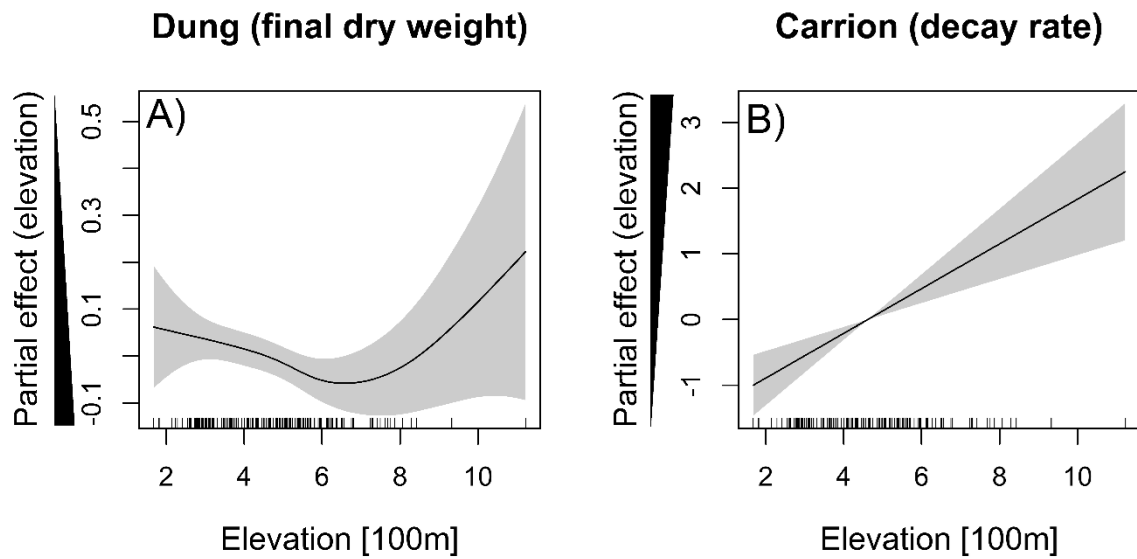 Dung (final dry weight)
Carrion (decay rate)
A)
Partial effect (elevation)
0.5
0.3
0.1
-0.1
2 4 6 8 10
Elevation [100m]
B)
Partial effect (elevation)
3
2
1
0
-1
2 4 6 8 10
Elevation [100m]